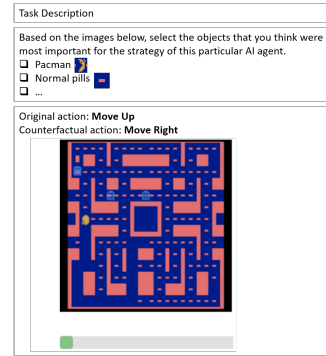 Task Description
Based on the images below, select the objects that you think were
most important for the strategy of this particular AI agent.
Pacman
Normal pills
...
Original action: Move Up
Counterfactual action: Move Right